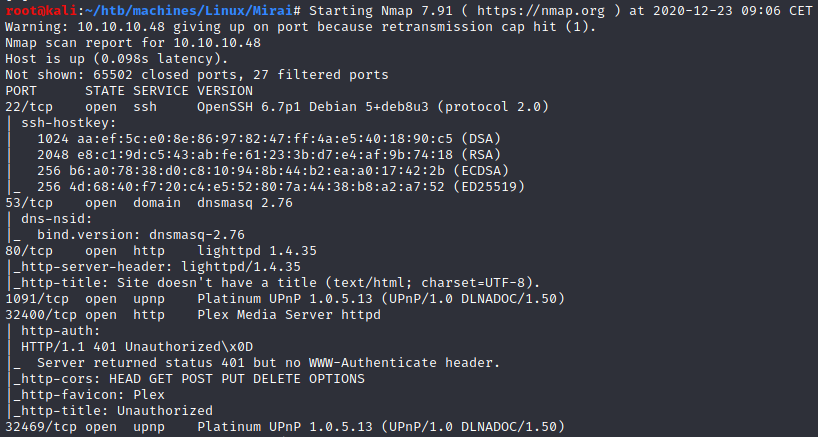 root@kali:~/htb/machines/Linux/Mirai# Starting Nmap 7.91 ( https://nmap.org ) at 2020-12-23 09:06 CET
Warning: 10.10.10.48 giving up on port because retransmission cap hit (1).
Nmap scan report for 10.10.10.48
Host is up (0.098s latency).
Not shown: 65502 closed ports, 27 filtered ports
PORT      STATE SERVICE VERSION
22/tcp    open  ssh     OpenSSH 6.7p1 Debian 5+deb8u3 (protocol 2.0)
| ssh-hostkey:
|   1024 aa:ef:5c:e0:8e:86:97:82:47:ff:4a:e5:40:18:90:c5 (DSA)
|   2048 e8:c1:9d:c5:43:ab:fe:61:23:3b:d7:e4:af:9b:74:18 (RSA)
|   256 b6:a0:78:38:d0:c8:10:94:8b:44:b2:ea:a0:17:42:2b (ECDSA)
|_  256 4d:68:40:f7:20:c4:e5:52:80:7a:44:38:b8:a2:a7:52 (ED25519)
53/tcp    open  domain  dnsmasq 2.76
| dns-nsid:
|_  bind.version: dnsmasq-2.76
80/tcp    open  http    lighttpd 1.4.35
|_http-server-header: lighttpd/1.4.35
|_http-title: Site doesn't have a title (text/html; charset=UTF-8).
1091/tcp  open  upnp    Platinum UPnP 1.0.5.13 (UPnP/1.0 DLNADOC/1.50)
32400/tcp open  http    Plex Media Server httpd
| http-auth:
| HTTP/1.1 401 Unauthorized\x0D
|_  Server returned status 401 but no WWW-Authenticate header.
|_http-cors: HEAD GET POST PUT DELETE OPTIONS
|_http-favicon: Plex
|_http-title: Unauthorized
32469/tcp open  upnp    Platinum UPnP 1.0.5.13 (UPnP/1.0 DLNADOC/1.50)